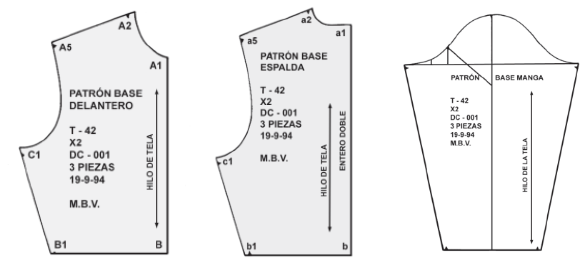 A2
A5
A1
PATRÓN BASE
DELANTERO
T - 42
X2
DC - 001
3 PIEZAS
19-9-94
M.B.V.
HILO DE TELA
C1
B1
B
a2
a5
a1
PATRÓN BASE
ESPALDA
T - 42
X2
DC - 001
3 PIEZAS
19-9-94
M.B.V.
HILO DE TELA
ENTERO DOBLE
c1
b1
b
PATRÓN BASE MANGA
T - 42
X2
DC - 001
3 PIEZAS
19-9-94
M.B.V.
HILO DE LA TELA